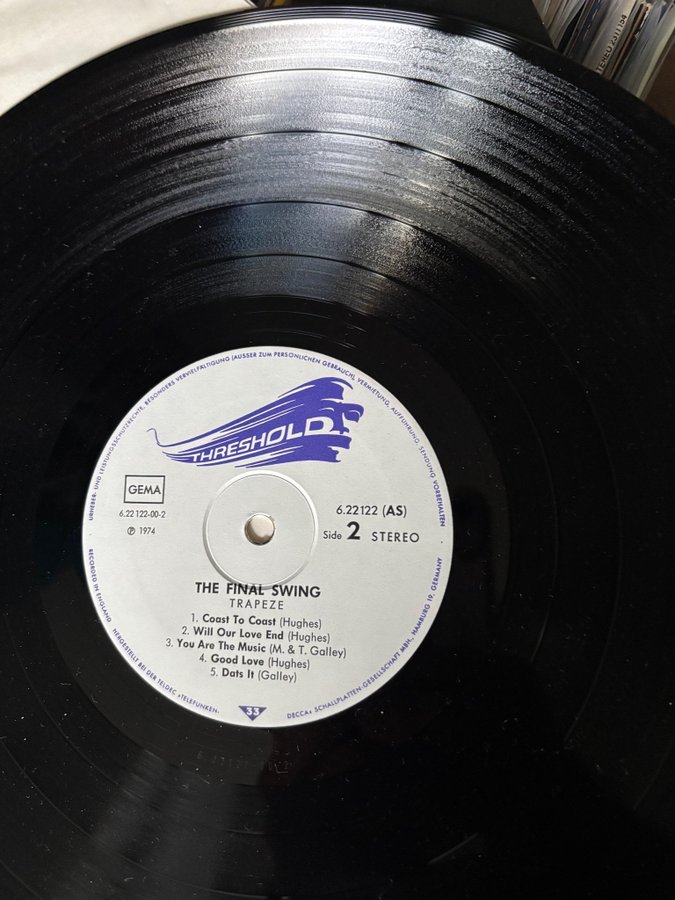 URHEBER- UND LEISTUNGSSCHUTZRECHTE, BESONDERS VERVIELFÄLTIGUNG (AUSSER ZUM PERSÖNLICHEN GEBRAUCH), VERMIETUNG, AUFFÜHRUNG, SENDUNG VORBEHALTEN
THRESHOLD
GEMA
6.22122-00-2
℗ 1974
6.22122 (AS)
Side 2 STEREO
THE FINAL SWING
TRAPEZE
1. Coast To Coast (Hughes)
2. Will Our Love End (Hughes)
3. You Are The Music (M. & T. Galley)
4. Good Love (Hughes)
5. Dats It (Galley)
33
RECORDED IN ENGLAND · HERGESTELLT BEI DER TELDEC »TELEFUNKEN-DECCA« SCHALLPLATTEN-GESELLSCHAFT MBH., HAMBURG 19, GERMANY